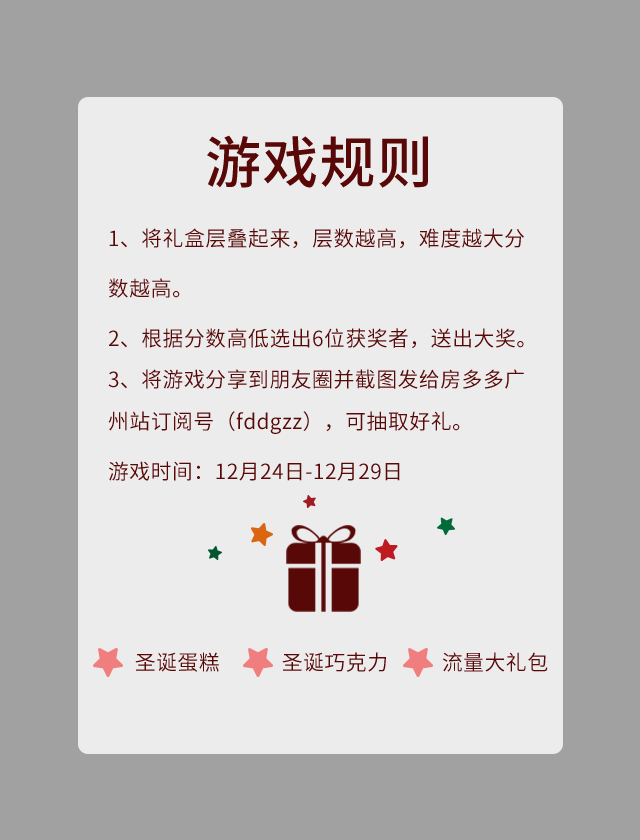 游戏规则
1、将礼盒层叠起来，层数越高，难度越大分
数越高。
2、根据分数高低选出6位获奖者，送出大奖。
3、将游戏分享到朋友圈并截图发给房多多广
州站订阅号（fddgzz），可抽取好礼。
游戏时间：12月24日-12月29日
圣诞蛋糕 圣诞巧克力 流量大礼包